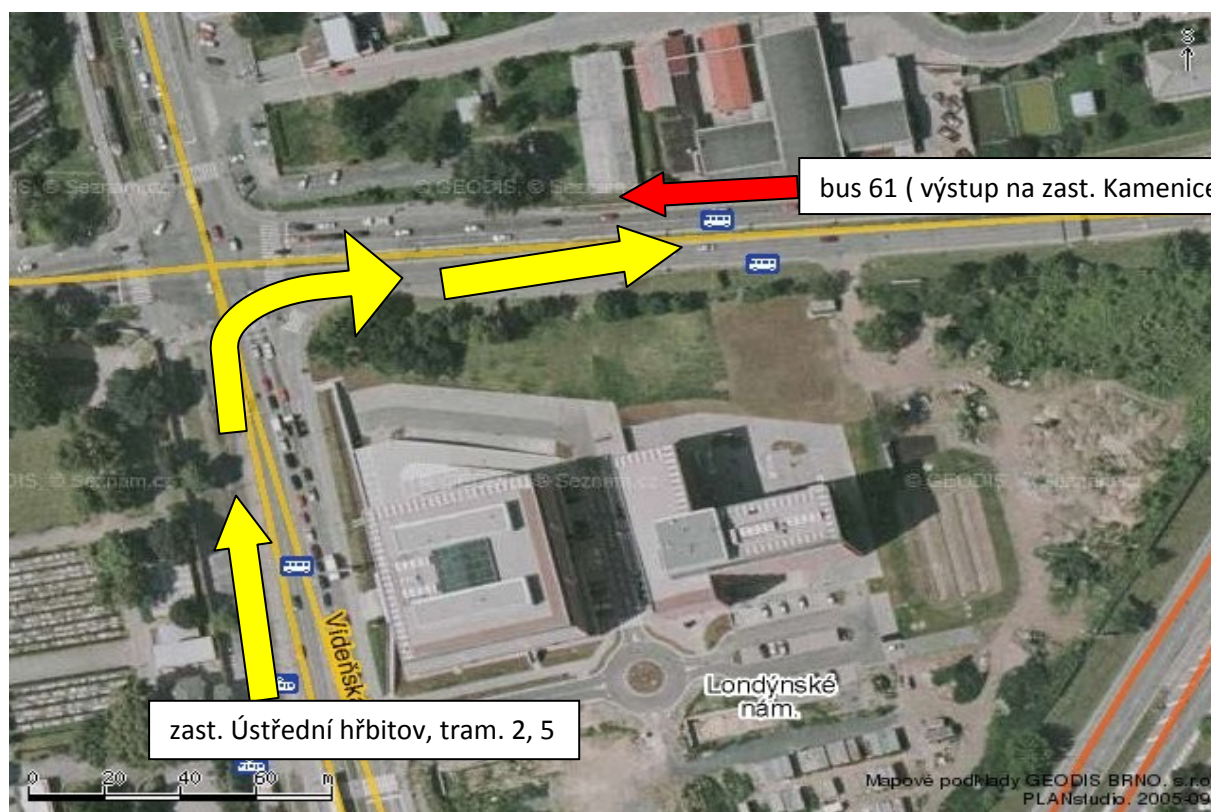 S
© GEODIS, © Seznam.cz
bus 61 ( výstup na zast. Kamenice
Vídeňská
Londýnské
nám.
zast. Ústřední hřbitov, tram. 2, 5
0 20 40 60 m
Mapové podklady GEODIS BRNO, s.r.o
PLANstudio, 2005-09